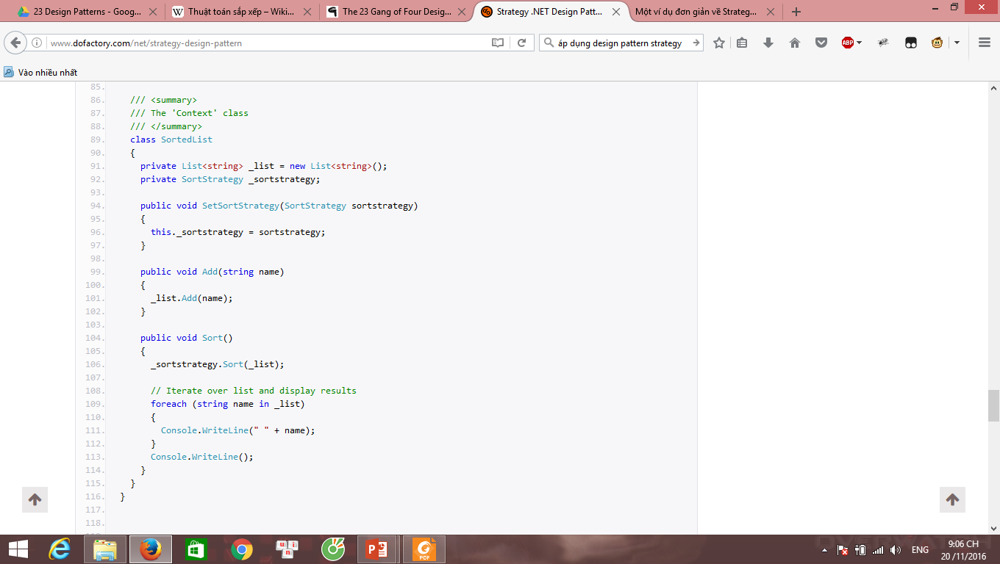 23 Design Patterns - Goog...
Thuật toán sắp xếp – Wiki...
The 23 Gang of Four Desig...
Strategy .NET Design Patt...
Một ví dụ đơn giản về Strateg...
www.dofactory.com/net/strategy-design-pattern
áp dụng design pattern strategy
ABP
Vào nhiều nhất
85.
86. /// <summary>
87. /// The 'Context' class
88. /// </summary>
89. class SortedList
90. {
91. private List<string> _list = new List<string>();
92. private SortStrategy _sortstrategy;
93.
94. public void SetSortStrategy(SortStrategy sortstrategy)
95. {
96. this._sortstrategy = sortstrategy;
97. }
98.
99. public void Add(string name)
100. {
101. _list.Add(name);
102. }
103.
104. public void Sort()
105. {
106. _sortstrategy.Sort(_list);
107.
108. // Iterate over list and display results
109. foreach (string name in _list)
110. {
111. Console.WriteLine(" " + name);
112. }
113. Console.WriteLine();
114. }
115. }
116. }
117.
118.
ENG
9:06 CH
20/11/2016